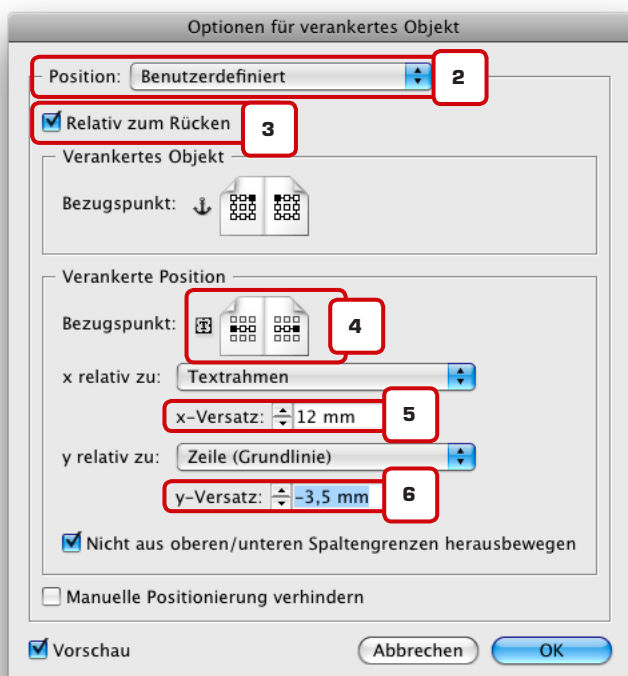 Optionen für verankertes Objekt
Position: Benutzerdefiniert 2
Relativ zum Rücken 3
Verankertes Objekt
Bezugspunkt:
Verankerte Position
Bezugspunkt: T 4
x relativ zu: Textrahmen
x-Versatz: 12 mm 5
y relativ zu: Zeile (Grundlinie)
y-Versatz: -3,5 mm 6
Nicht aus oberen/unteren Spaltengrenzen herausbewegen
Manuelle Positionierung verhindern
Vorschau Abbrechen OK